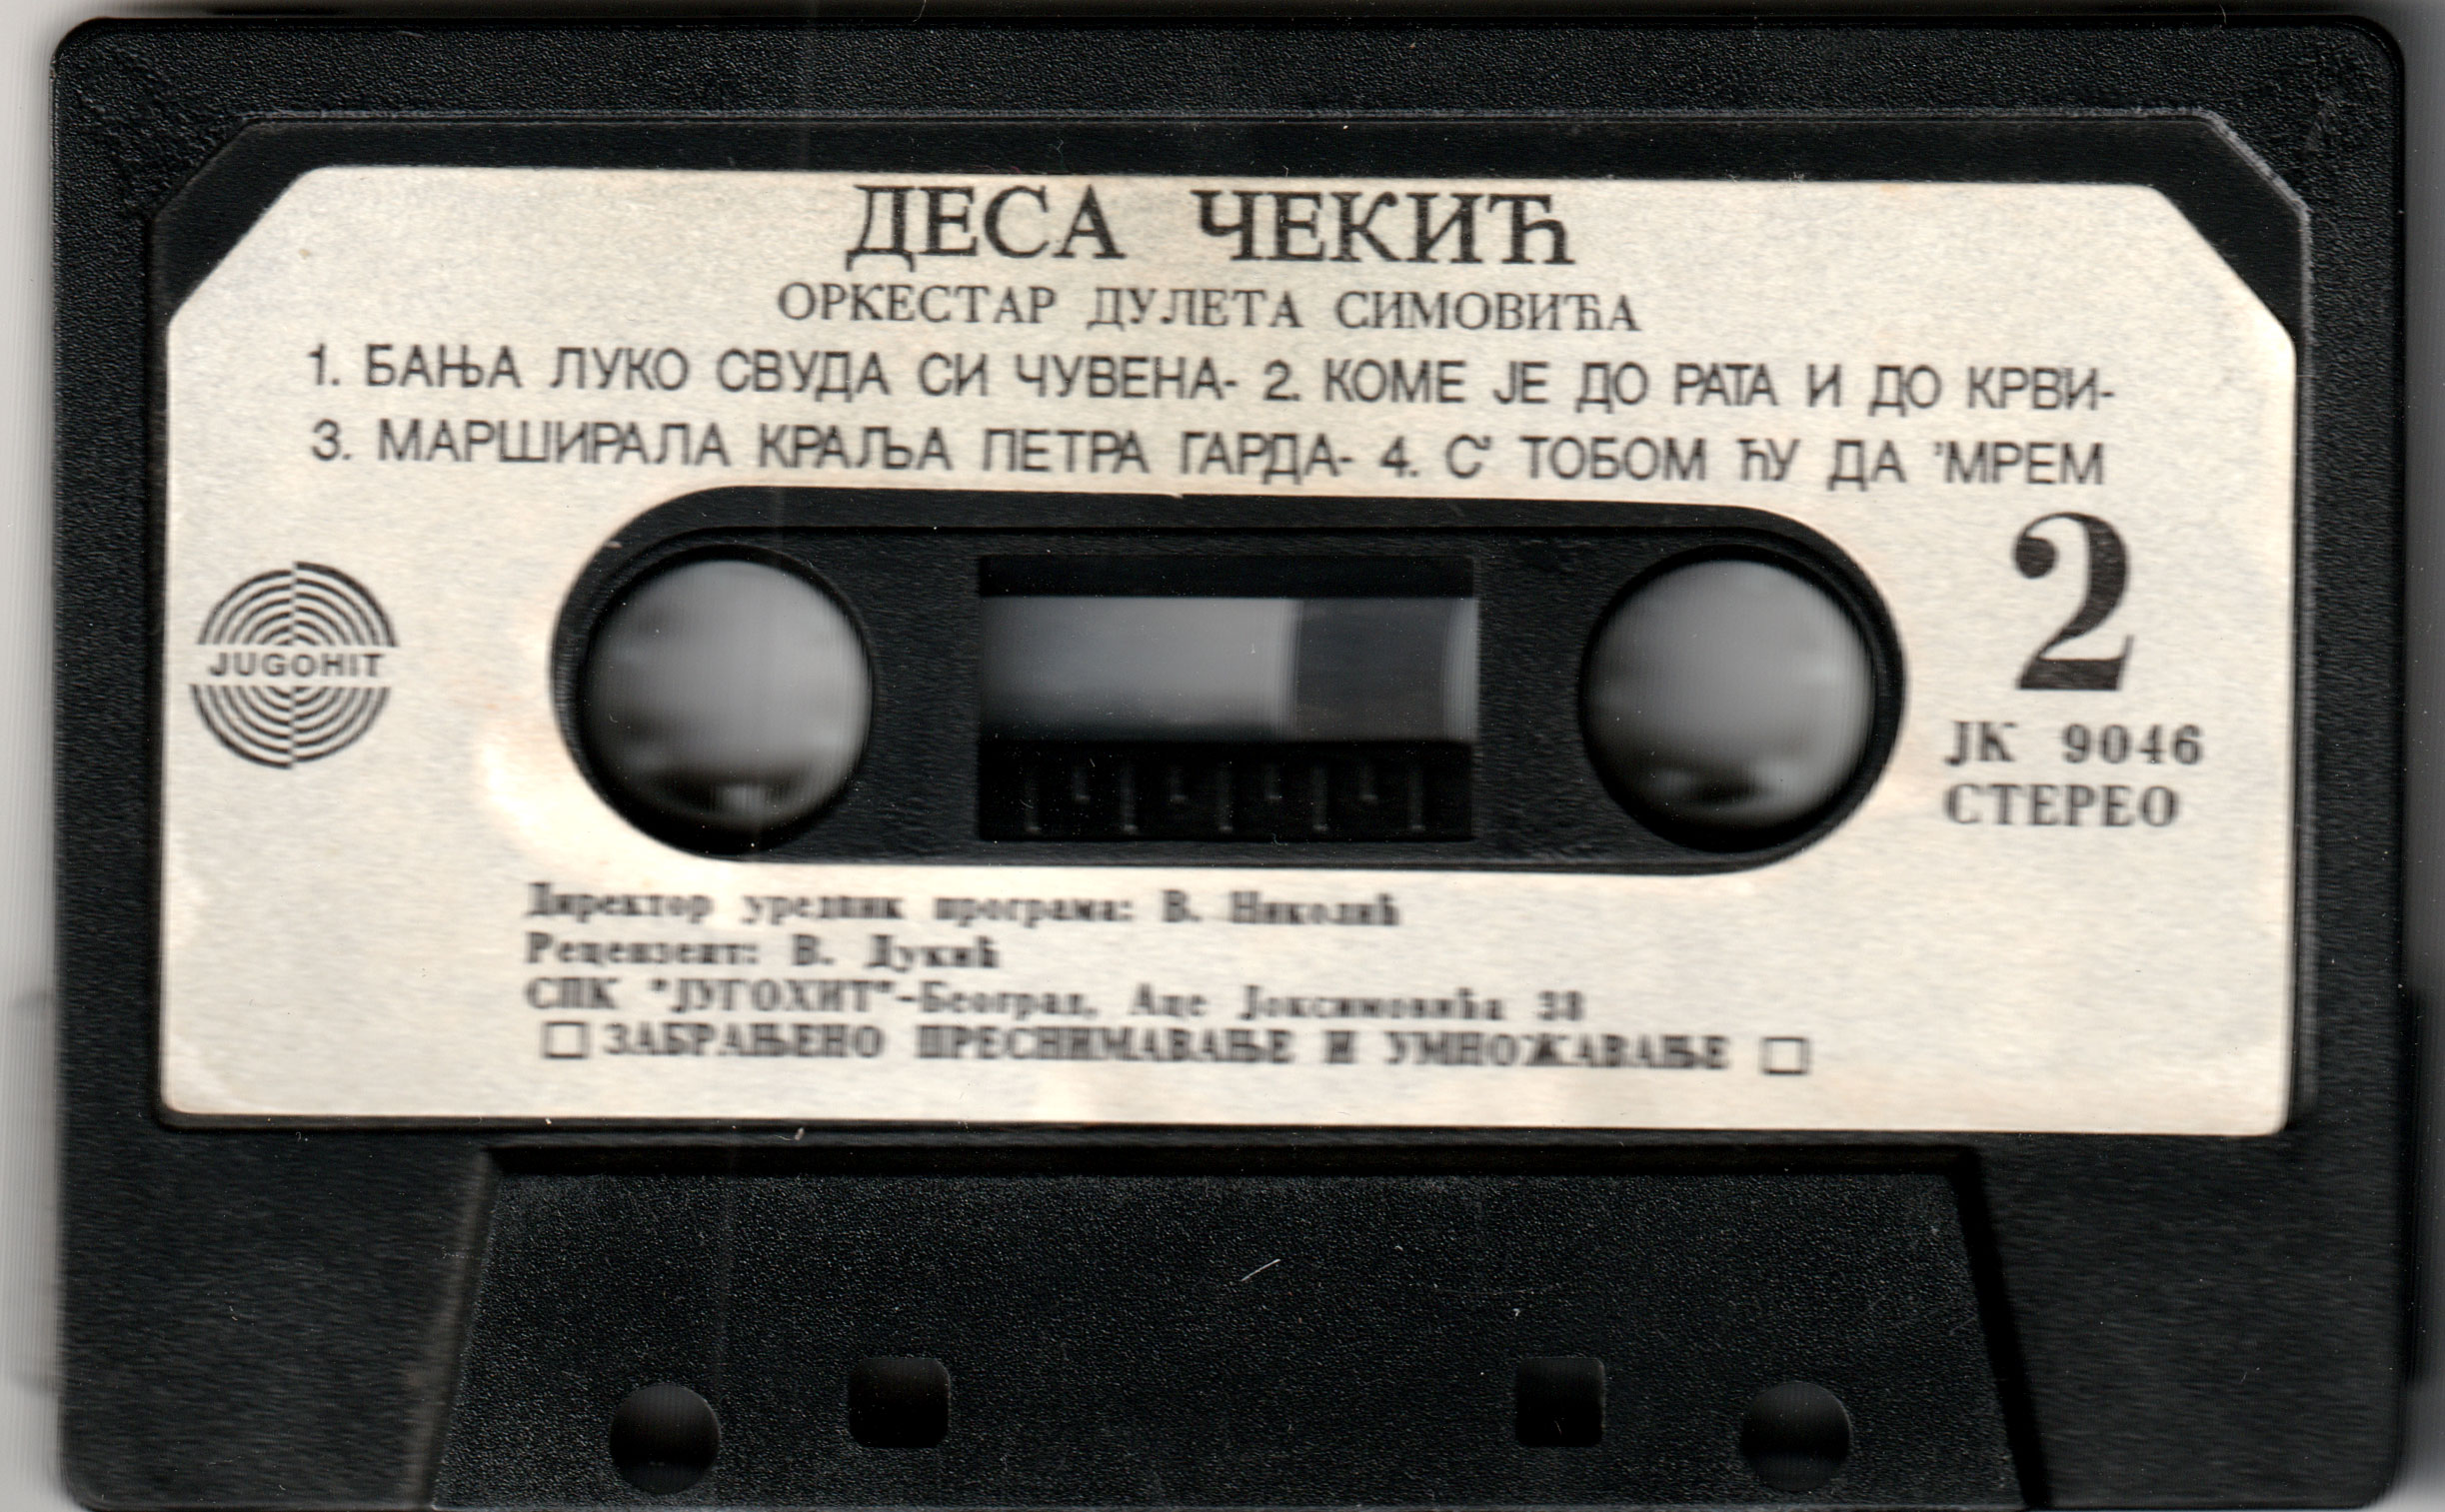 ДЕСА ЧЕКИЋ
ОРКЕСТАР ДУЛЕТА СИМОВИЋА
1. БАЊА ЛУКО СВУДА СИ ЧУВЕНА- 2. КОМЕ ЈЕ ДО РАТА И ДО КРВИ-
3. МАРШИРАЛА КРАЉА ПЕТРА ГАРДА- 4. С' ТОБОМ ЋУ ДА 'МРЕМ
JUGOHIT
2
ЈК 9046
СТЕРЕО
Директор уредник програма: В. Николић
Рецензент: В. Лукић
СПК "ЈУГОХИТ"-Београд, Аце Јоксимовића 38
ЗАБРАЊЕНО ПРЕСНИМАВАЊЕ И УМНОЖАВАЊЕ